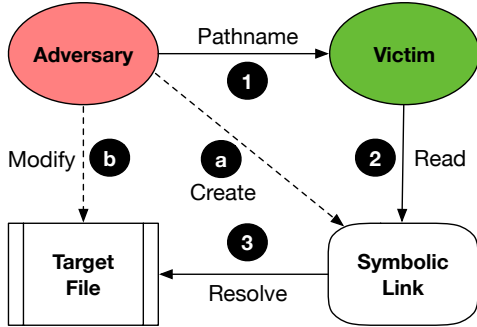 Pathname
Adversary
Victim
1
Modify
b
a
2
Read
Create
3
Target
File
Symbolic
Link
Resolve